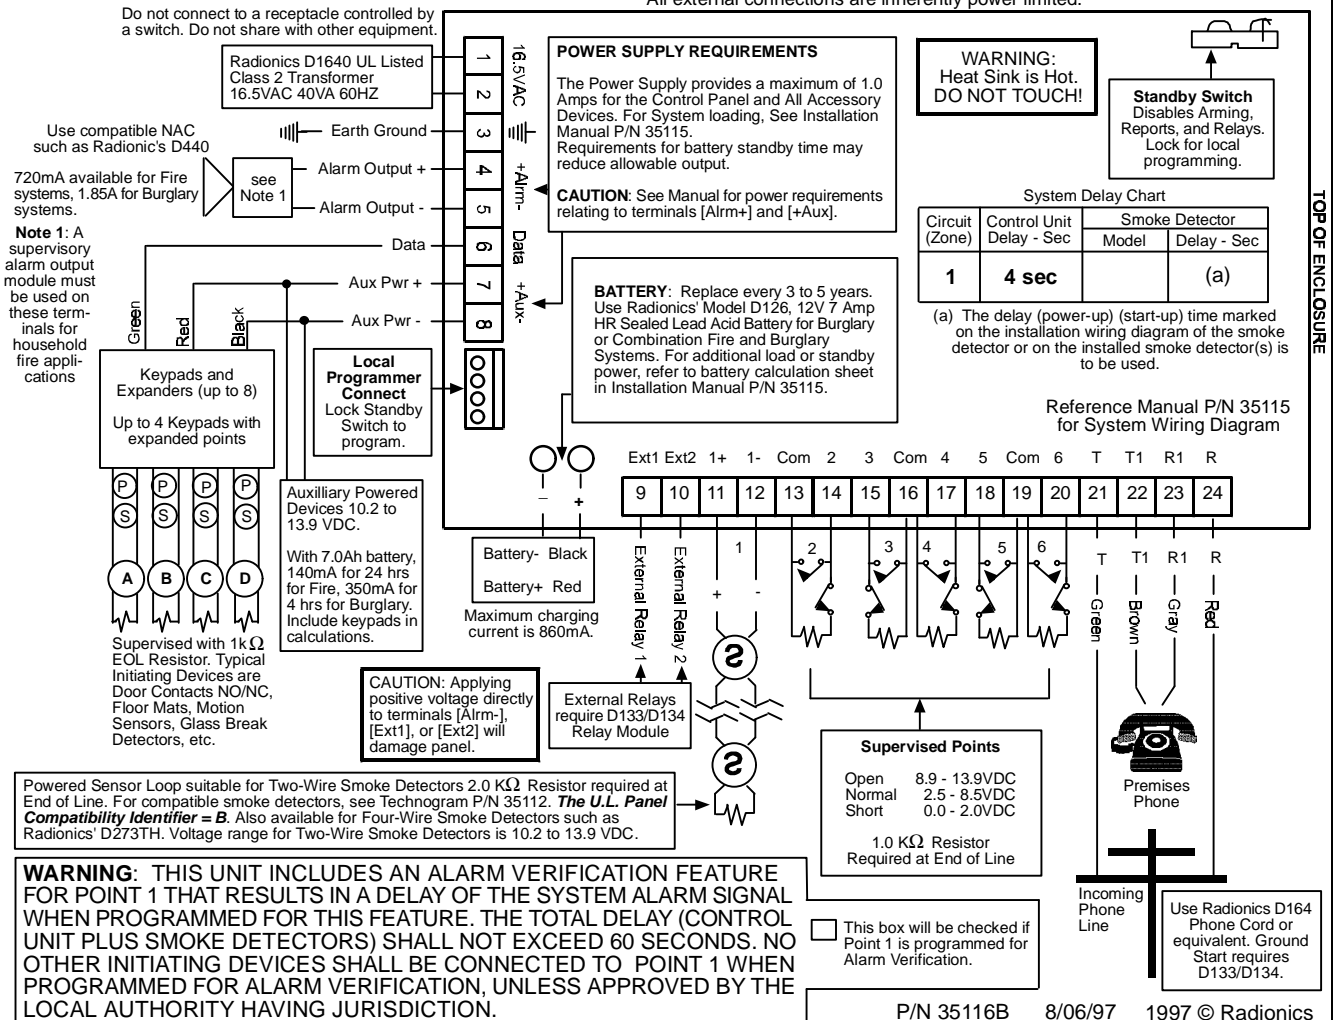 All external connections are inherently power limited.
Do not connect to a receptacle controlled by
a switch. Do not share with other equipment.
Radionics D1640 UL Listed
Class 2 Transformer
16.5VAC 40VA 60HZ
Use compatible NAC
such as Radionic's D440
720mA available for Fire
systems, 1.85A for Burglary
systems.
Note 1: A
supervisory
alarm output
module must
be used on
these term-
inals for
household
fire appli-
cations
see
Note 1
Earth Ground
Alarm Output +
Alarm Output -
Data
Aux Pwr +
Aux Pwr -
1
2
3
4
5
6
7
8
16.5VAC
+Alrm-
Data
+Aux-
Green
Red
Black
Keypads and
Expanders (up to 8)
Up to 4 Keypads with
expanded points
P P P P
S S S S
A B C D
Supervised with 1kΩ
EOL Resistor. Typical
Initiating Devices are
Door Contacts NO/NC,
Floor Mats, Motion
Sensors, Glass Break
Detectors, etc.
Local
Programmer
Connect
Lock Standby
Switch to
program.
Auxilliary Powered
Devices 10.2 to
13.9 VDC.
With 7.0Ah battery,
140mA for 24 hrs
for Fire, 350mA for
4 hrs for Burglary.
Include keypads in
calculations.
POWER SUPPLY REQUIREMENTS
The Power Supply provides a maximum of 1.0
Amps for the Control Panel and All Accessory
Devices. For System loading, See Installation
Manual P/N 35115.
Requirements for battery standby time may
reduce allowable output.
CAUTION: See Manual for power requirements
relating to terminals [Alrm+] and [+Aux].
BATTERY: Replace every 3 to 5 years.
Use Radionics' Model D126, 12V 7 Amp
HR Sealed Lead Acid Battery for Burglary
or Combination Fire and Burglary
Systems. For additional load or standby
power, refer to battery calculation sheet
in Installation Manual P/N 35115.
WARNING:
Heat Sink is Hot.
DO NOT TOUCH!
Standby Switch
Disables Arming,
Reports, and Relays.
Lock for local
programming.
TOP OF ENCLOSURE
System Delay Chart
Circuit
(Zone)
Control Unit
Delay - Sec
Smoke Detector
Model
Delay - Sec
1
4 sec
(a)
(a) The delay (power-up) (start-up) time marked
on the installation wiring diagram of the smoke
detector or on the installed smoke detector(s) is
to be used.
Reference Manual P/N 35115
for System Wiring Diagram
Ext1 Ext2 1+ 1- Com 2 3 Com 4 5 Com 6 T T1 R1 R
9 10 11 12 13 14 15 16 17 18 19 20 21 22 23 24
– +
Battery- Black
Battery+ Red
Maximum charging
current is 860mA.
External Relay 1
External Relay 2
1
+ -
S
S
2 3 4 5 6
T T1 R1 R
Green
Brown
Gray
Red
CAUTION: Applying
positive voltage directly
to terminals [Alrm-],
[Ext1], or [Ext2] will
damage panel.
External Relays
require D133/D134
Relay Module
Supervised Points
Open 8.9 - 13.9VDC
Normal 2.5 - 8.5VDC
Short 0.0 - 2.0VDC
1.0 KΩ Resistor
Required at End of Line
Premises
Phone
Incoming
Phone
Line
Use Radionics D164
Phone Cord or
equivalent. Ground
Start requires
D133/D134.
Powered Sensor Loop suitable for Two-Wire Smoke Detectors 2.0 KΩ Resistor required at
End of Line. For compatible smoke detectors, see Technogram P/N 35112. The U.L. Panel
Compatibility Identifier = B. Also available for Four-Wire Smoke Detectors such as
Radionics' D273TH. Voltage range for Two-Wire Smoke Detectors is 10.2 to 13.9 VDC.
WARNING: THIS UNIT INCLUDES AN ALARM VERIFICATION FEATURE
FOR POINT 1 THAT RESULTS IN A DELAY OF THE SYSTEM ALARM SIGNAL
WHEN PROGRAMMED FOR THIS FEATURE. THE TOTAL DELAY (CONTROL
UNIT PLUS SMOKE DETECTORS) SHALL NOT EXCEED 60 SECONDS. NO
OTHER INITIATING DEVICES SHALL BE CONNECTED TO POINT 1 WHEN
PROGRAMMED FOR ALARM VERIFICATION, UNLESS APPROVED BY THE
LOCAL AUTHORITY HAVING JURISDICTION.
This box will be checked if
Point 1 is programmed for
Alarm Verification.
P/N 35116B 8/06/97 1997 © Radionics